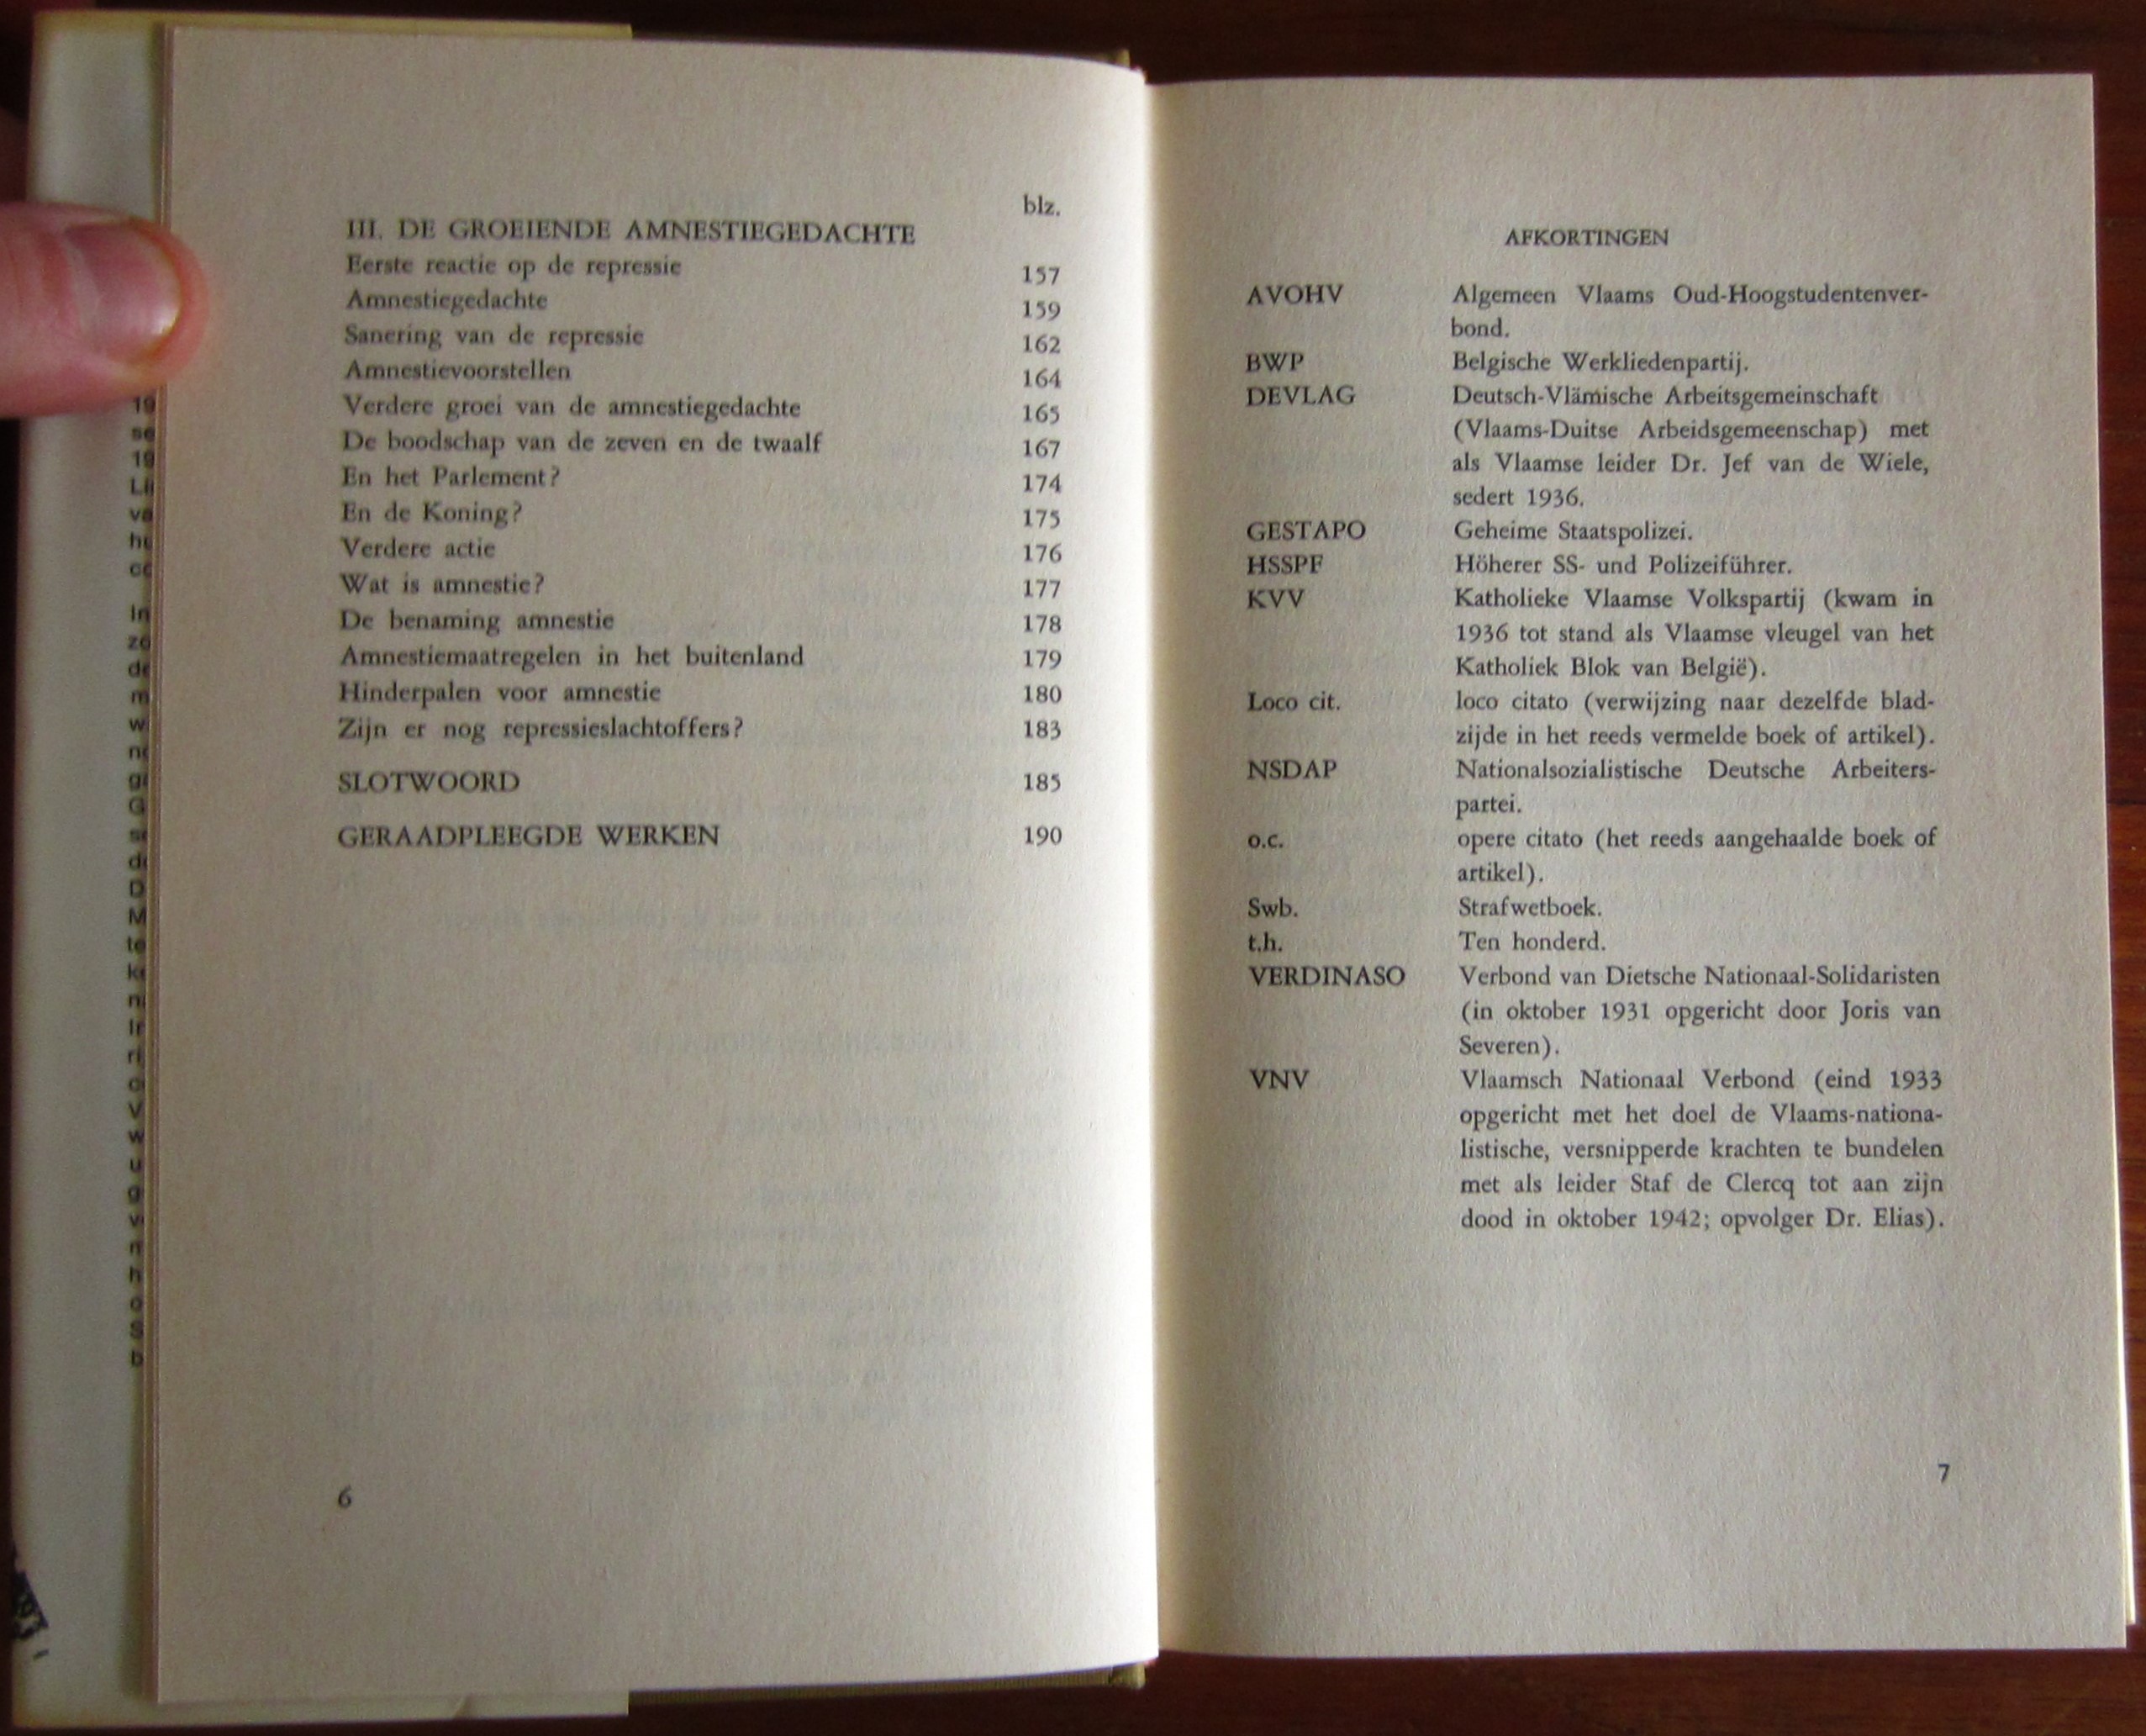 blz.
III. DE GROEIENDE AMNESTIEGEDACHTE
Eerste reactie op de repressie 157
Amnestiegedachte 159
Sanering van de repressie 162
Amnestievoorstellen 164
Verdere groei van de amnestiegedachte 165
De boodschap van de zeven en de twaalf 167
En het Parlement? 174
En de Koning? 175
Verdere actie 176
Wat is amnestie? 177
De benaming amnestie 178
Amnestiemaatregelen in het buitenland 179
Hinderpalen voor amnestie 180
Zijn er nog repressieslachtoffers? 183
SLOTWOORD 185
GERAADPLEEGDE WERKEN 190
6
AFKORTINGEN
AVOHV Algemeen Vlaams Oud-Hoogstudentenver-
bond.
BWP Belgische Werkliedenpartij.
DEVLAG Deutsch-Vlämische Arbeitsgemeinschaft
(Vlaams-Duitse Arbeidsgemeenschap) met
als Vlaamse leider Dr. Jef van de Wiele,
sedert 1936.
GESTAPO Geheime Staatspolizei.
HSSPF Höherer SS- und Polizeiführer.
KVV Katholieke Vlaamse Volkspartij (kwam in
1936 tot stand als Vlaamse vleugel van het
Katholiek Blok van België).
Loco cit. loco citato (verwijzing naar dezelfde blad-
zijde in het reeds vermelde boek of artikel).
NSDAP Nationalsozialistische Deutsche Arbeiters-
partei.
o.c. opere citato (het reeds aangehaalde boek of
artikel).
Swb. Strafwetboek.
t.h. Ten honderd.
VERDINASO Verbond van Dietsche Nationaal-Solidaristen
(in oktober 1931 opgericht door Joris van
Severen).
VNV Vlaamsch Nationaal Verbond (eind 1933
opgericht met het doel de Vlaams-nationa-
listische, versnipperde krachten te bundelen
met als leider Staf de Clercq tot aan zijn
dood in oktober 1942; opvolger Dr. Elias).
7